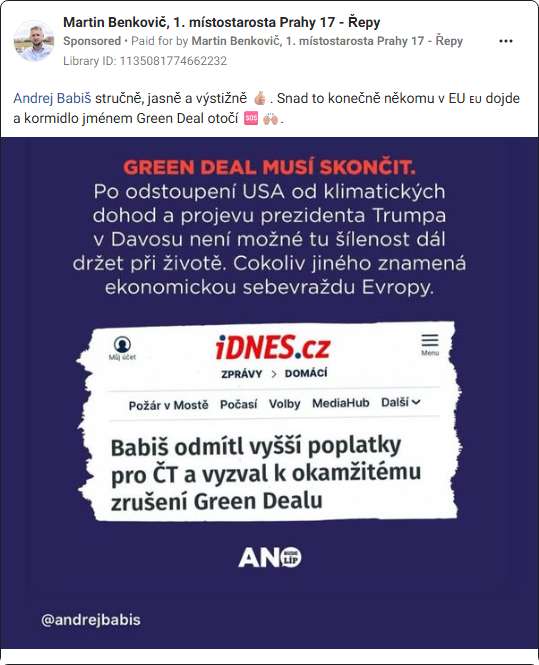 Martin Benkovič, 1. místostarosta Prahy 17 - Řepy
Sponsored • Paid for by Martin Benkovič, 1. místostarosta Prahy 17 - Řepy
Library ID: 1135081774662232
Andrej Babiš stručně, jasně a výstižně 👍🏼. Snad to konečně někomu v EU 🇪🇺 dojde
a kormidlo jménem Green Deal otočí 🆘 🙌🏼.
GREEN DEAL MUSÍ SKONČIT.
Po odstoupení USA od klimatických
dohod a projevu prezidenta Trumpa
v Davosu není možné tu šílenost dál
držet při životě. Cokoliv jiného znamená
ekonomickou sebevraždu Evropy.
Můj účet
iDNES.cz
Menu
ZPRÁVY > DOMÁCÍ
Požár v Mostě Počasí Volby MediaHub Další
Babiš odmítl vyšší poplatky
pro ČT a vyzval k okamžitému
zrušení Green Dealu
ANO
BUDE LÍP
@andrejbabis